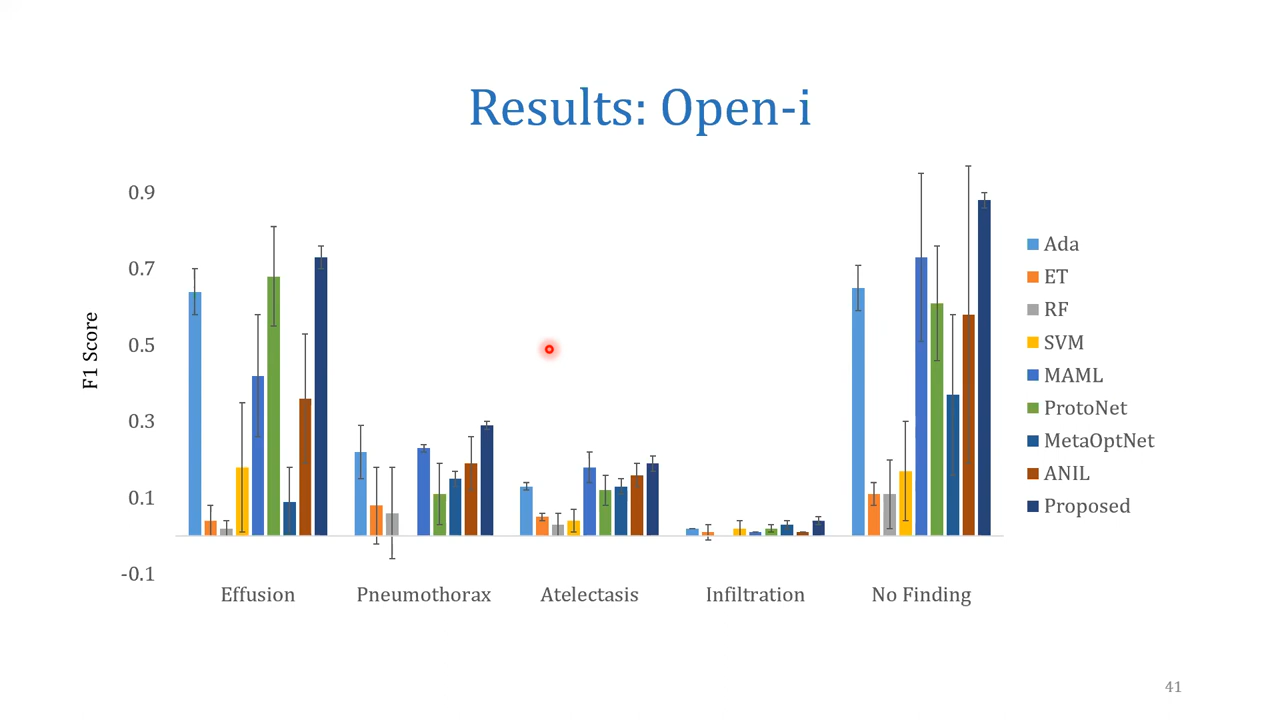 Results: Open-i
0.9
0.7
0.5
0.3
0.1
-0.1
F1 Score
Effusion
Pneumothorax
Atelectasis
Infiltration
No Finding
Ada
ET
RF
SVM
MAML
ProtoNet
MetaOptNet
ANIL
Proposed
41